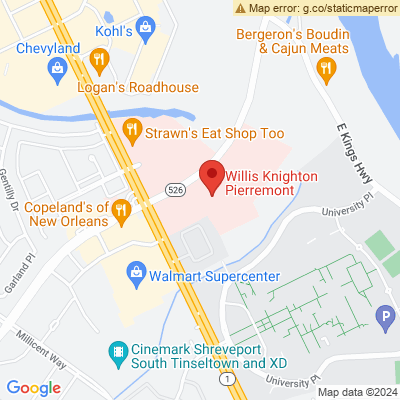 Map error: g.co/staticmaperror
Kohl's
Chevyland
Logan's Roadhouse
Bergeron's Boudin
& Cajun Meats
Strawn's Eat Shop Too
E Kings Hwy
Gentilly Dr
526
Willis Knighton
Pierremont
Copeland's of
New Orleans
University Pl
Garland Pl
Walmart Supercenter
P
Millicent Way
Cinemark Shreveport
South Tinseltown and XD
1
University Pl
Google
Map data ©2024